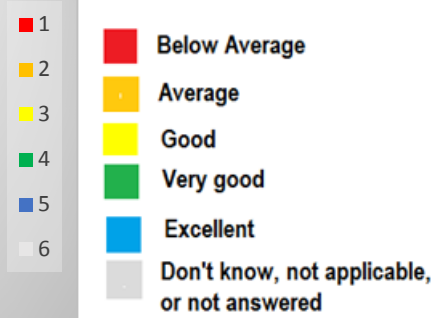 1
2
3
4
5
6
Below Average
Average
Good
Very good
Excellent
Don't know, not applicable,
or not answered